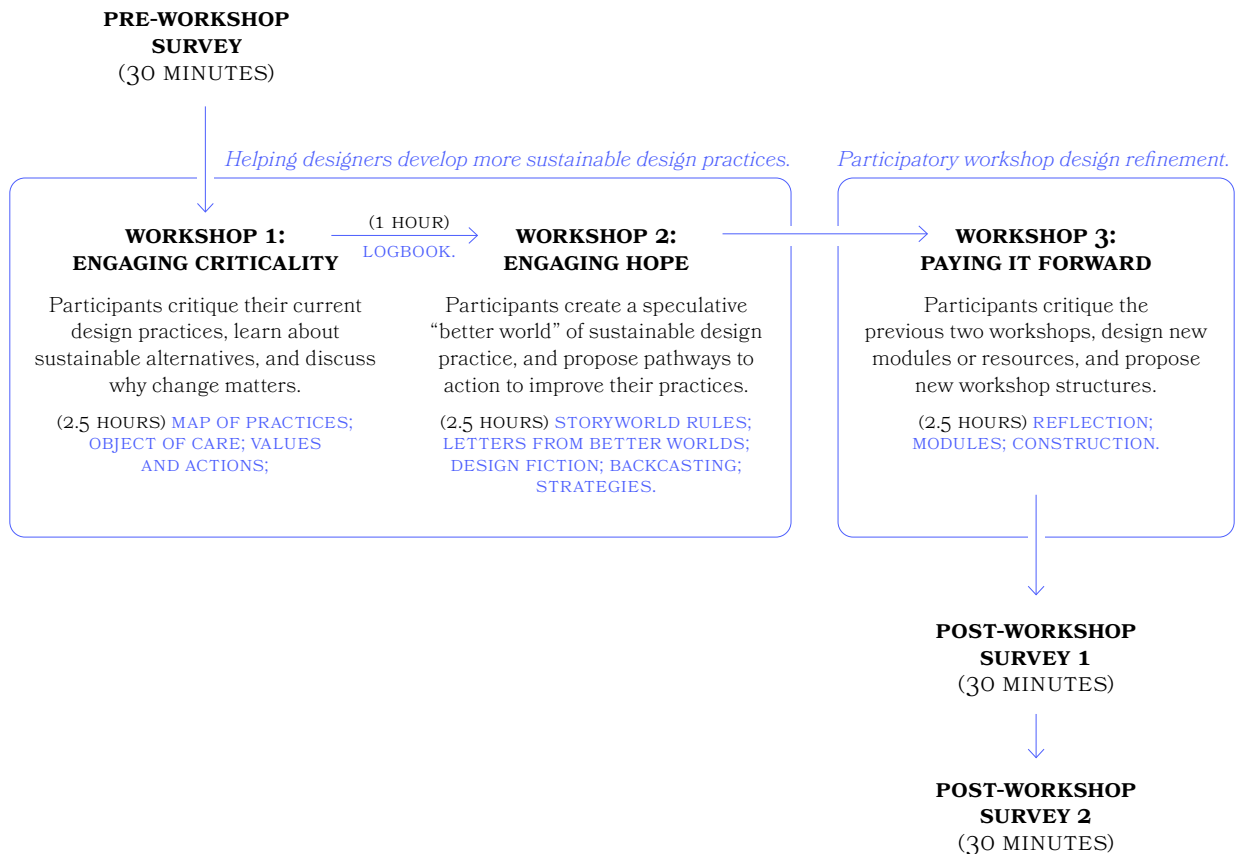 PRE-WORKSHOP
SURVEY
(30 MINUTES)
Helping designers develop more sustainable design practices.
WORKSHOP 1:
ENGAGING CRITICALITY
Participants critique their current
design practices, learn about
sustainable alternatives, and discuss
why change matters.
(2.5 HOURS) MAP OF PRACTICES;
OBJECT OF CARE; VALUES
AND ACTIONS;
(1 HOUR)
LOGBOOK.
WORKSHOP 2:
ENGAGING HOPE
Participants create a speculative
“better world” of sustainable design
practice, and propose pathways to
action to improve their practices.
(2.5 HOURS) STORYWORLD RULES;
LETTERS FROM BETTER WORLDS;
DESIGN FICTION; BACKCASTING;
STRATEGIES.
Participatory workshop design refinement.
WORKSHOP 3:
PAYING IT FORWARD
Participants critique the
previous two workshops, design new
modules or resources, and propose
new workshop structures.
(2.5 HOURS) REFLECTION;
MODULES; CONSTRUCTION.
POST-WORKSHOP
SURVEY 1
(30 MINUTES)
POST-WORKSHOP
SURVEY 2
(30 MINUTES)